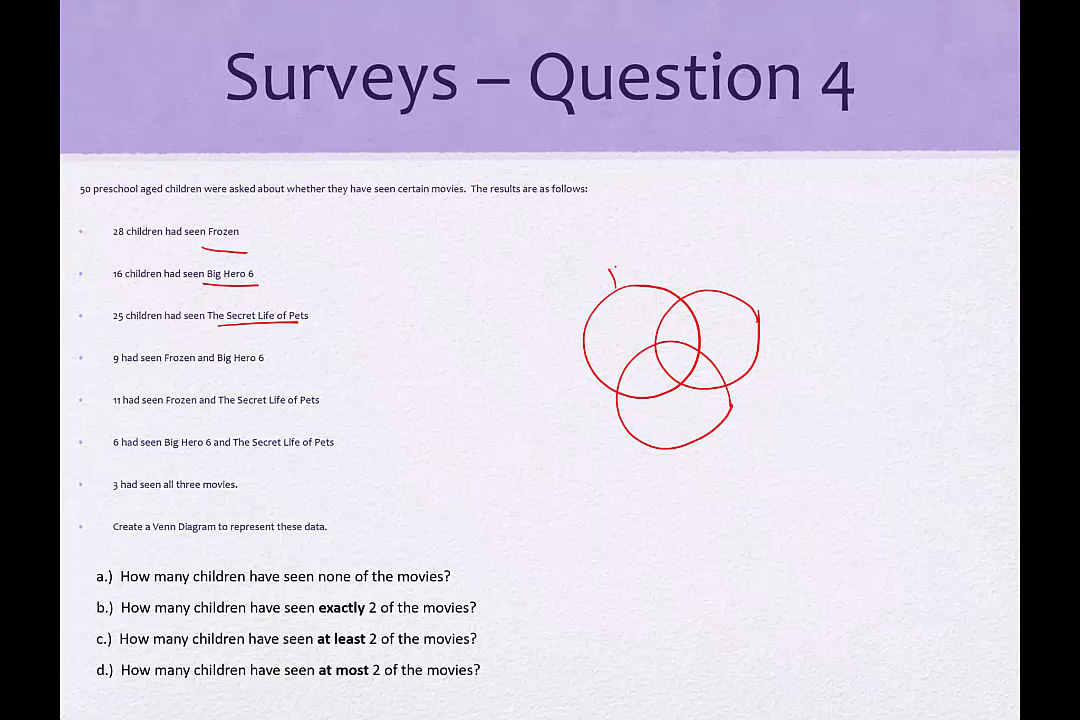 Surveys – Question 4
50 preschool aged children were asked about whether they have seen certain movies. The results are as follows:
• 28 children had seen Frozen
• 16 children had seen Big Hero 6
• 25 children had seen The Secret Life of Pets
• 9 had seen Frozen and Big Hero 6
• 11 had seen Frozen and The Secret Life of Pets
• 6 had seen Big Hero 6 and The Secret Life of Pets
• 3 had seen all three movies.
• Create a Venn Diagram to represent these data.
a.) How many children have seen none of the movies?
b.) How many children have seen exactly 2 of the movies?
c.) How many children have seen at least 2 of the movies?
d.) How many children have seen at most 2 of the movies?